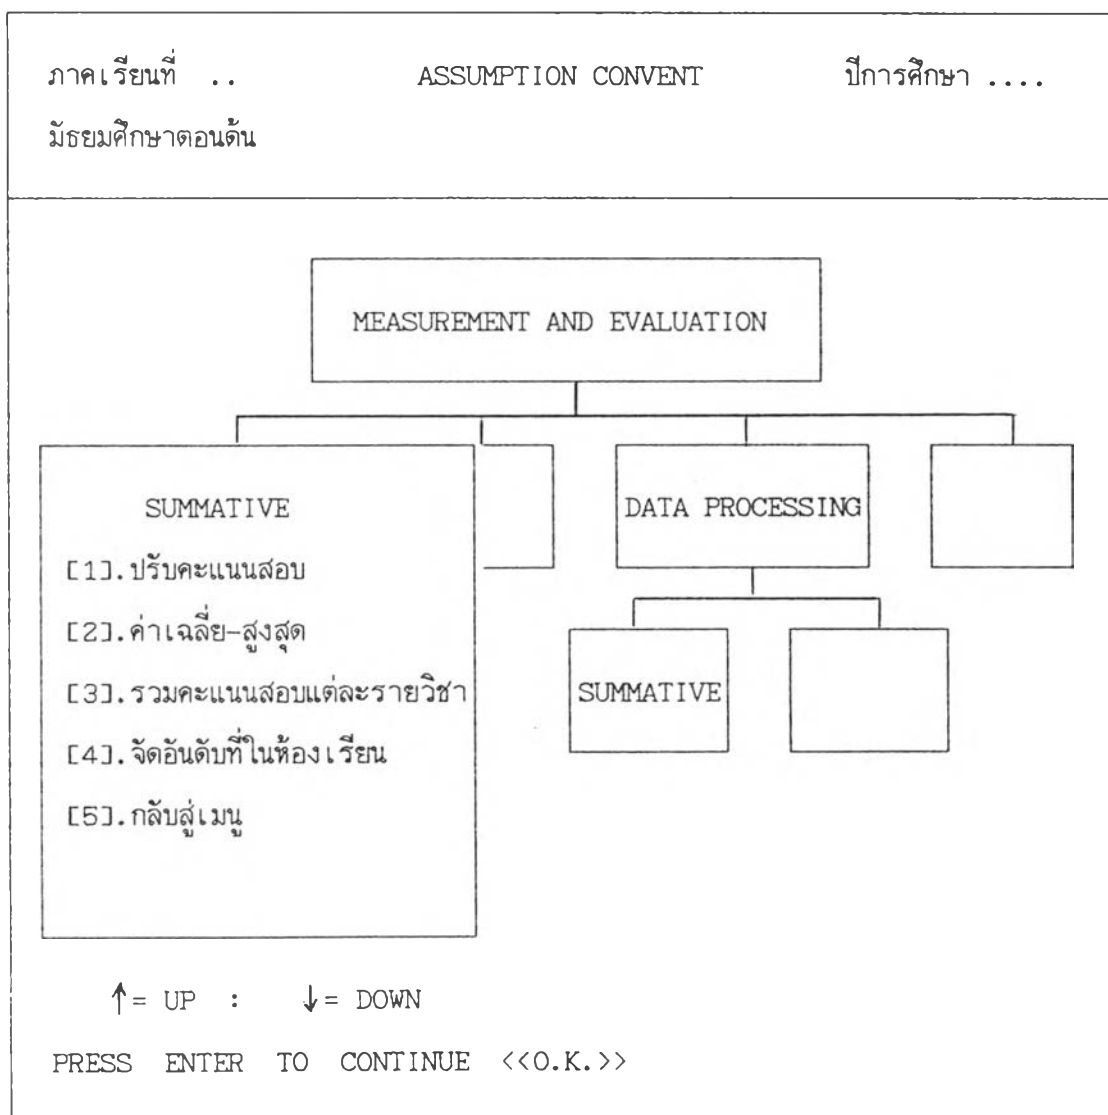 ภาคเรียนที่ .. ASSUMPTION CONVENT ปีการศึกษา ....
มัธยมศึกษาตอนต้น
MEASUREMENT AND EVALUATION
DATA PROCESSING
SUMMATIVE
[1].ปรับคะแนนสอบ
[2].ค่าเฉลี่ย-สูงสุด
[3].รวมคะแนนสอบแต่ละรายวิชา
[4].จัดอันดับที่ในห้องเรียน
[5].กลับสู่เมนู
SUMMATIVE
↑= UP : ↓= DOWN
PRESS ENTER TO CONTINUE <<O.K.>>